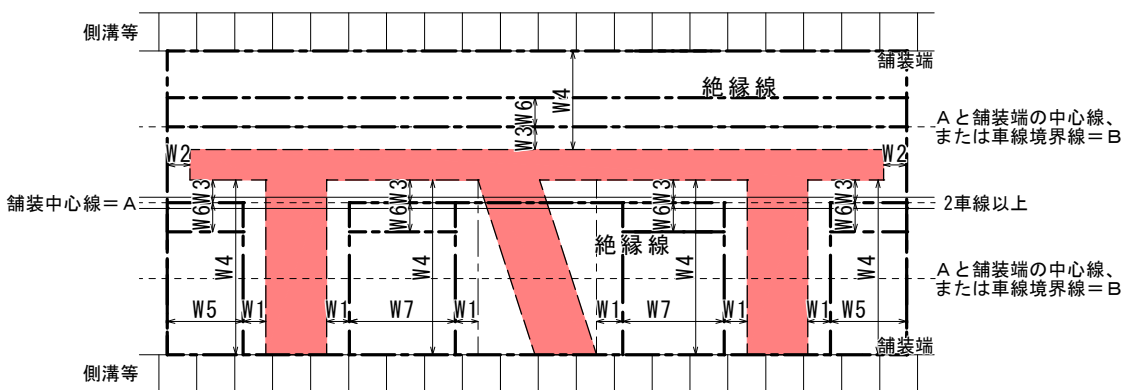 側溝等
舗装端
絶縁線
W4
W6
Aと舗装端の中心線、
または車線境界線=B
W3
W2
W2
W3
W3
W3
W3
舗装中心線=A
2車線以上
W6
W6
W6
W6
絶縁線
W4
W4
W4
W4
Aと舗装端の中心線、
または車線境界線=B
W5
W1
W1
W7
W1
W1
W7
W1
W1
W5
舗装端
側溝等